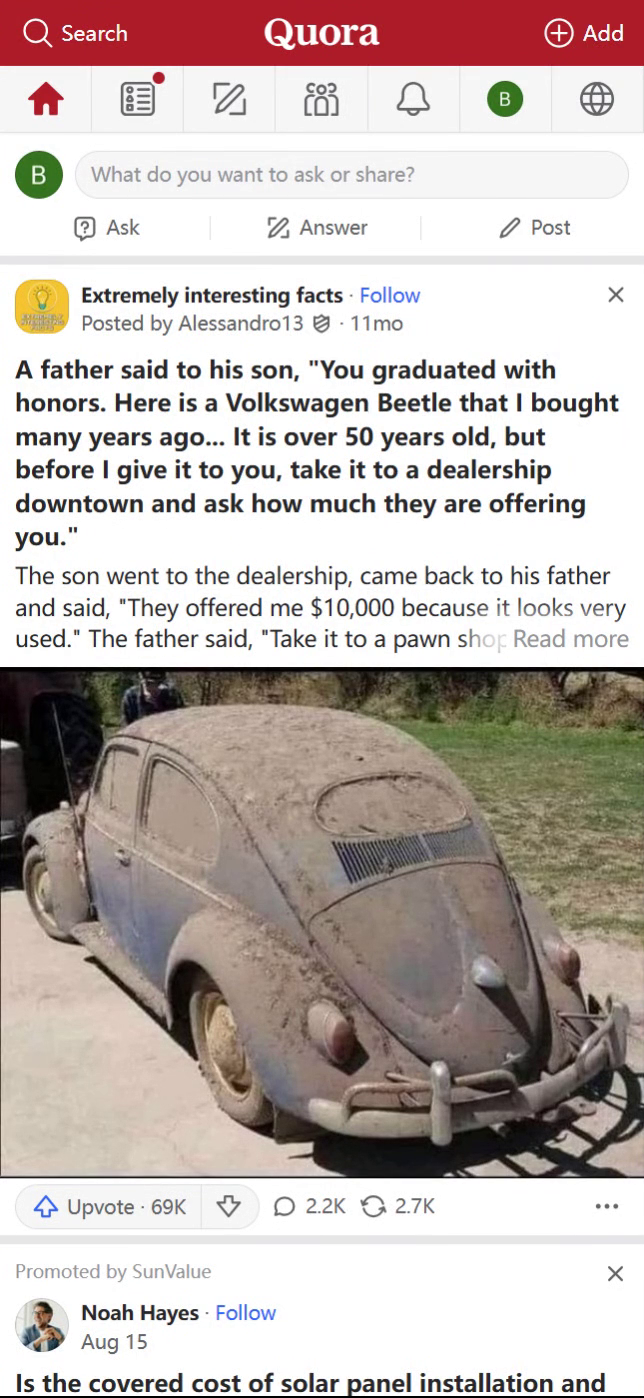 Search
Quora
Add
B
B
What do you want to ask or share?
Ask
Answer
Post
Extremely interesting facts · Follow
Posted by Alessandro13 · 11mo
A father said to his son, "You graduated with
honors. Here is a Volkswagen Beetle that I bought
many years ago... It is over 50 years old, but
before I give it to you, take it to a dealership
downtown and ask how much they are offering
you."
The son went to the dealership, came back to his father
and said, "They offered me $10,000 because it looks very
used." The father said, "Take it to a pawn shop Read more
Upvote · 69K
2.2K
2.7K
Promoted by SunValue
Noah Hayes · Follow
Aug 15
Is the covered cost of solar panel installation and